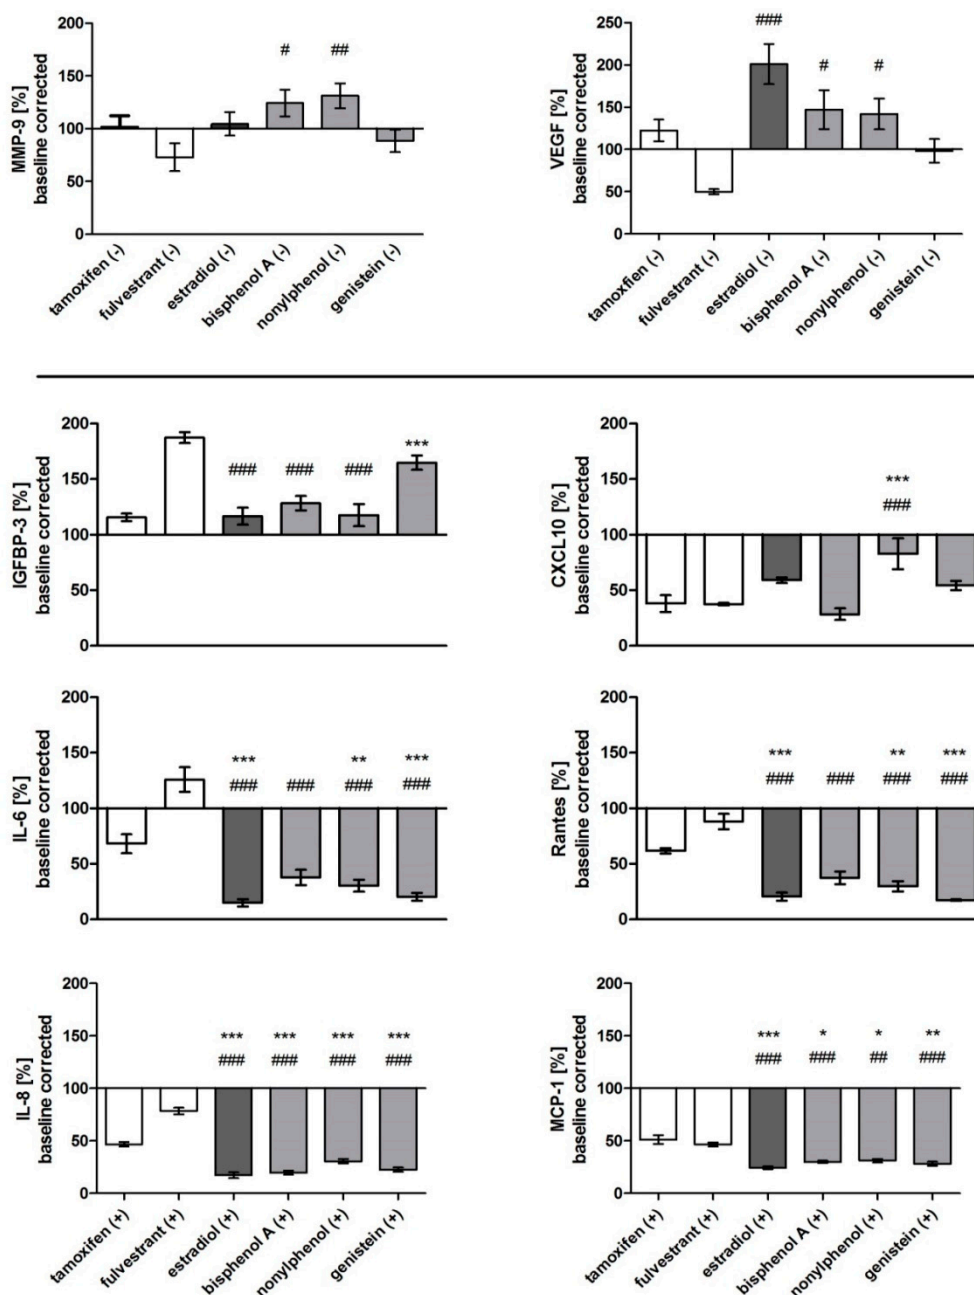 MMP-9 [%]
baseline corrected
200
150
100
50
0
# ##
tamoxifen (-)
fulvestrant (-)
estradiol (-)
bisphenol A (-)
nonylphenol (-)
genistein (-)
VEGF [%]
baseline corrected
250
200
150
100
50
0
### # #
tamoxifen (-)
fulvestrant (-)
estradiol (-)
bisphenol A (-)
nonylphenol (-)
genistein (-)
IGFBP-3 [%]
baseline corrected
200
150
100
50
0
***
### ### ###
CXCL10 [%]
baseline corrected
200
150
100
50
0
***
###
IL-6 [%]
baseline corrected
200
150
100
50
0
*** ** ***
### ### ### ###
Rantes [%]
baseline corrected
200
150
100
50
0
*** ** ***
### ### ### ###
IL-8 [%]
baseline corrected
200
150
100
50
0
*** *** *** ***
### ### ### ###
tamoxifen (+)
fulvestrant (+)
estradiol (+)
bisphenol A (+)
nonylphenol (+)
genistein (+)
MCP-1 [%]
baseline corrected
200
150
100
50
0
*** * * **
### ### ## ###
tamoxifen (+)
fulvestrant (+)
estradiol (+)
bisphenol A (+)
nonylphenol (+)
genistein (+)